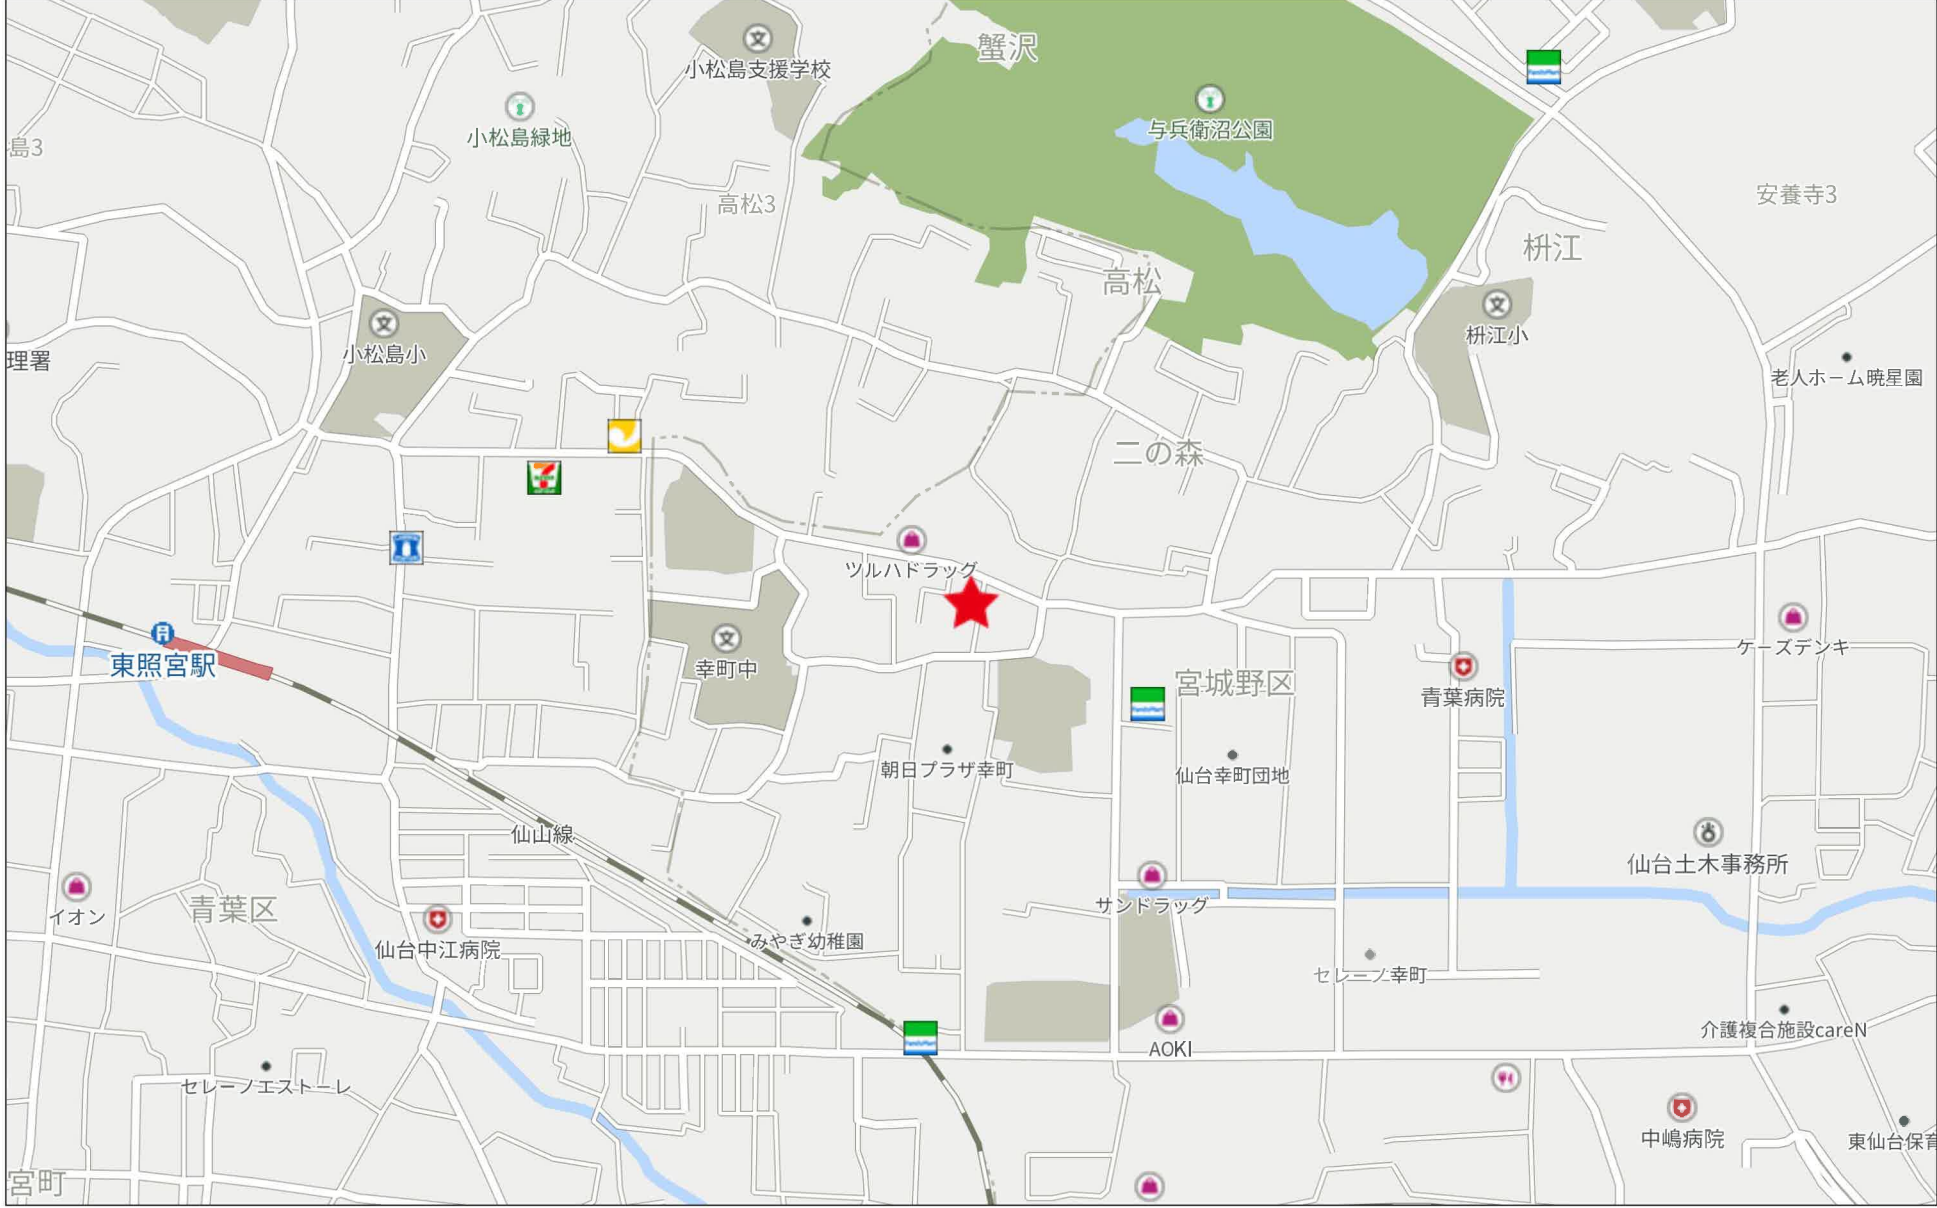 蟹沢
小松島支援学校
与兵衛沼公園
小松島緑地
島3
高松3
安養寺3
枡江
高松
枡江小
小松島小
理署
老人ホーム暁星園
二の森
ツルハドラッグ
東照宮駅
幸町中
宮城野区
青葉病院
ケーズデンキ
朝日プラザ幸町
仙台幸町団地
仙山線
仙台土木事務所
イオン
青葉区
サンドラッグ
仙台中江病院
みやぎ幼稚園
セレーノ幸町
介護複合施設careN
AOKI
セレーノエストーレ
中嶋病院
東仙台保育
宮町